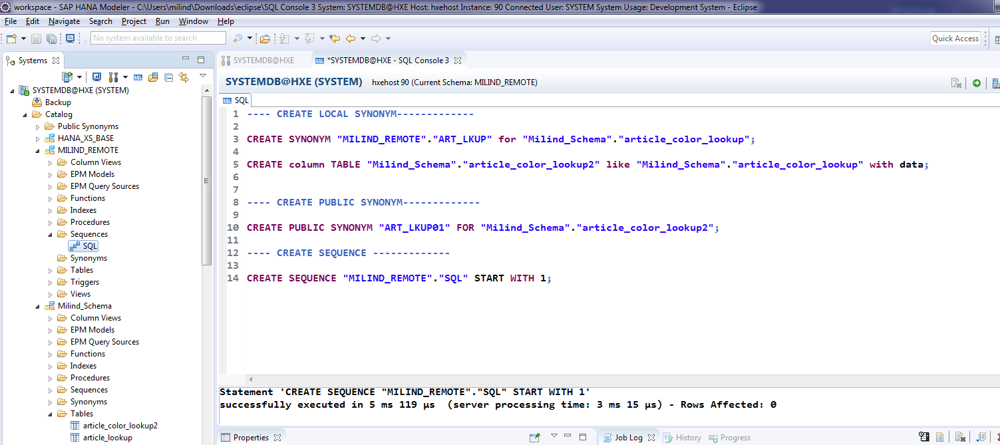 workspace - SAP HANA Modeler - C:\Users\milind\Downloads\eclipse\SQL Console 3 System: SYSTEMDB@HXE Host: hxehost Instance: 90 Connected User: SYSTEM System Usage: Development System - Eclipse
File Edit Navigate Search Project Run Window Help
No system available to search
Quick Access
Systems
SYSTEMDB@HXE (SYSTEM)
Backup
Catalog
Public Synonyms
HANA_XS_BASE
MILIND_REMOTE
Column Views
EPM Models
EPM Query Sources
Functions
Indexes
Procedures
Sequences
SQL
Synonyms
Tables
Triggers
Views
Milind_Schema
Column Views
EPM Models
EPM Query Sources
Functions
Indexes
Procedures
Sequences
Synonyms
Tables
article_color_lookup2
article_lookup
SYSTEMDB@HXE
*SYSTEMDB@HXE - SQL Console 3
SYSTEMDB@HXE (SYSTEM) hxehost 90 (Current Schema: MILIND_REMOTE)
SQL
1 ---- CREATE LOCAL SYNONYM-------------
2
3 CREATE SYNONYM "MILIND_REMOTE"."ART_LKUP" for "Milind_Schema"."article_color_lookup";
4
5 CREATE column TABLE "Milind_Schema"."article_color_lookup2" like "Milind_Schema"."article_color_lookup" with data;
6
7
8 ---- CREATE PUBLIC SYNONYM-------------
9
10 CREATE PUBLIC SYNONYM "ART_LKUP01" FOR "Milind_Schema"."article_color_lookup2";
11
12 ---- CREATE SEQUENCE -------------
13
14 CREATE SEQUENCE "MILIND_REMOTE"."SQL" START WITH 1;
Statement 'CREATE SEQUENCE "MILIND_REMOTE"."SQL" START WITH 1'
successfully executed in 5 ms 119 µs (server processing time: 3 ms 15 µs) - Rows Affected: 0
Properties
Job Log History Progress